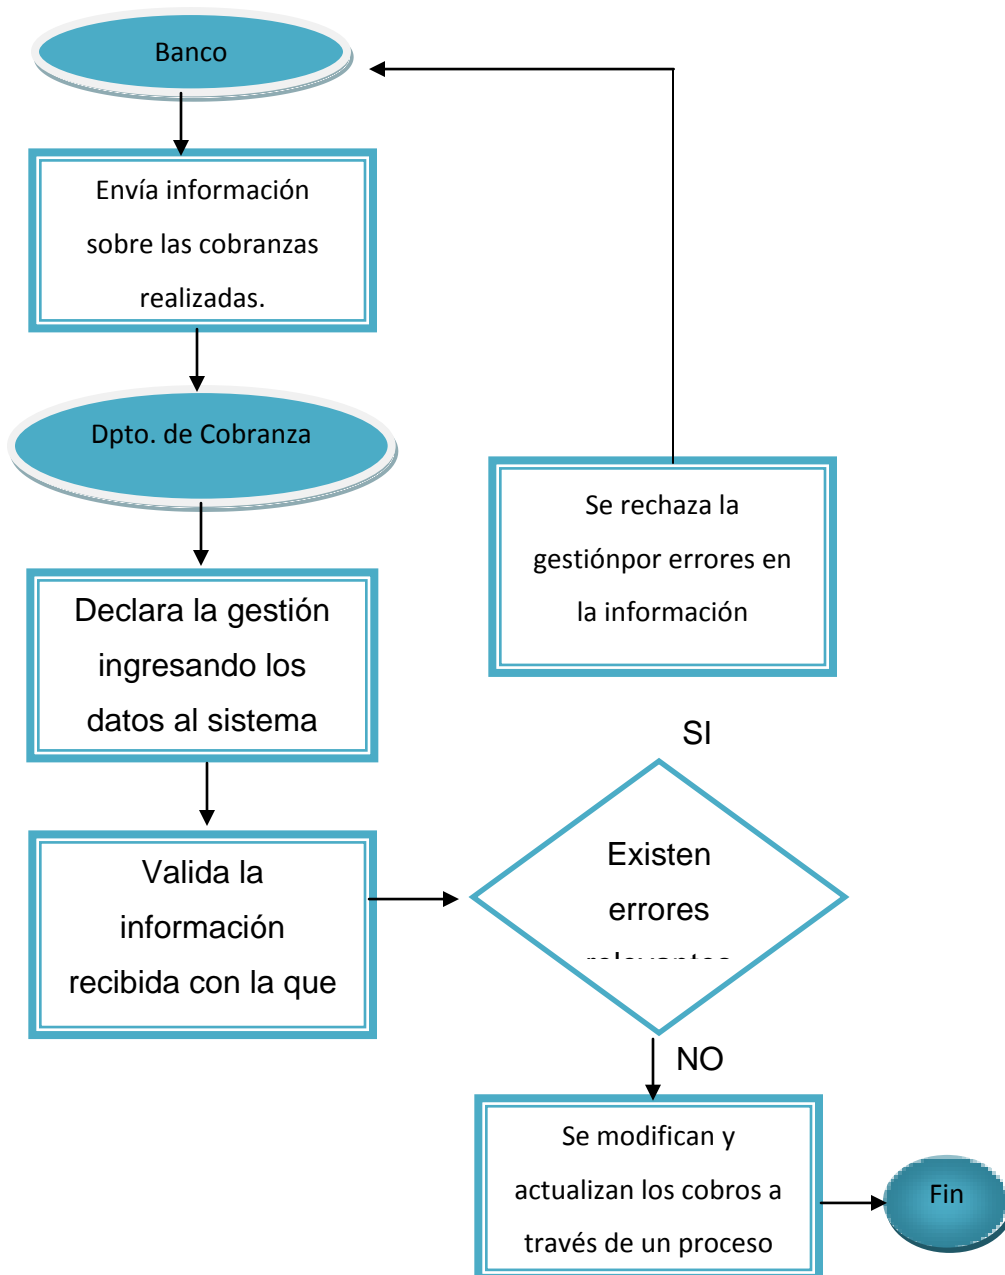 Banco
Envía información
sobre las cobranzas
realizadas.
Dpto. de Cobranza
Declara la gestión
ingresando los
datos al sistema
Valida la
información
recibida con la que
Se rechaza la
gestiónpor errores en
la información
SI
Existen
errores
relevantes
NO
Se modifican y
actualizan los cobros a
través de un proceso
Fin